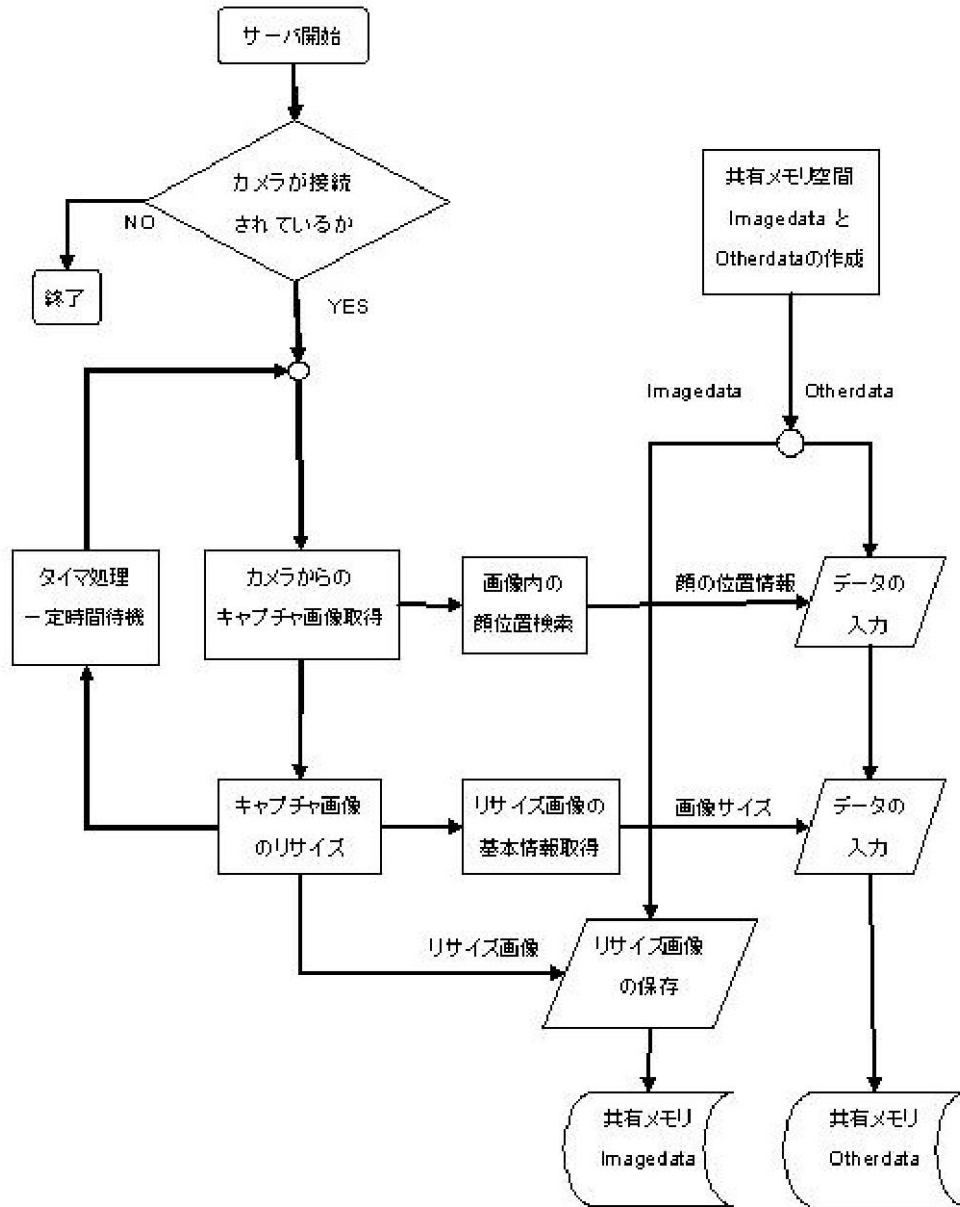 サーバ開始
カメラが接続
されているか
NO
YES
終了
共有メモリ空間
Imagedata と
Otherdataの作成
Imagedata
Otherdata
タイマ処理
一定時間待機
カメラからの
キャプチャ画像取得
画像内の
顔位置検索
顔の位置情報
データの
入力
キャプチャ画像
のリサイズ
リサイズ画像の
基本情報取得
画像サイズ
データの
入力
リサイズ画像
リサイズ画像
の保存
共有メモリ
Imagedata
共有メモリ
Otherdata